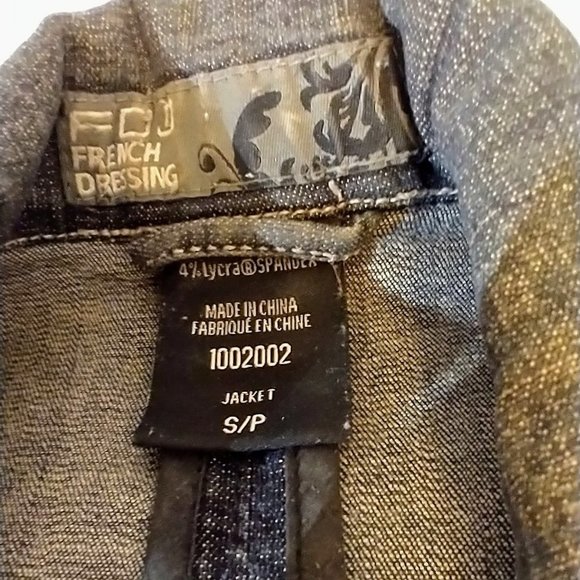 FDJ
FRENCH
DRESSING
4% Lycra®SPANDEX
MADE IN CHINA
FABRIQUÉ EN CHINE
1002002
JACKET
S/P